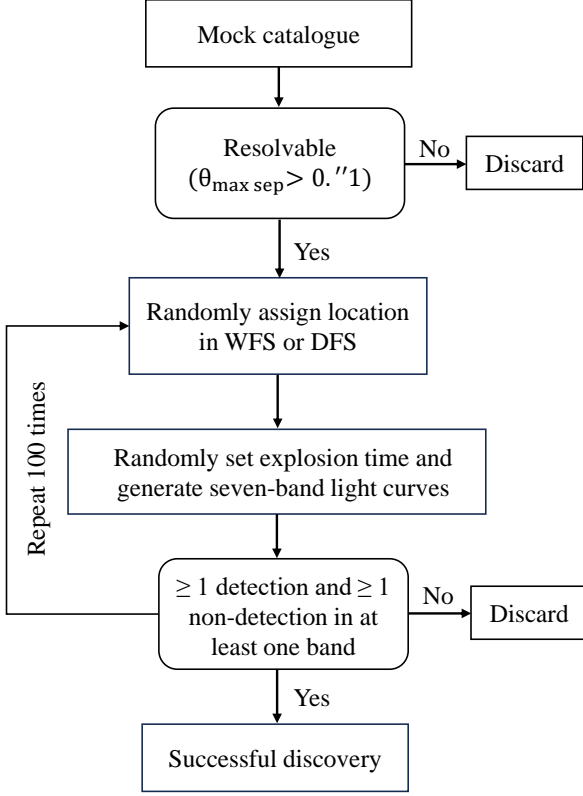 Mock catalogue
Resolvable
(θmax sep> 0.″1)
No
Discard
Yes
Randomly assign location
in WFS or DFS
Repeat 100 times
Randomly set explosion time and
generate seven-band light curves
≥ 1 detection and ≥ 1
non-detection in at
least one band
No
Discard
Yes
Successful discovery